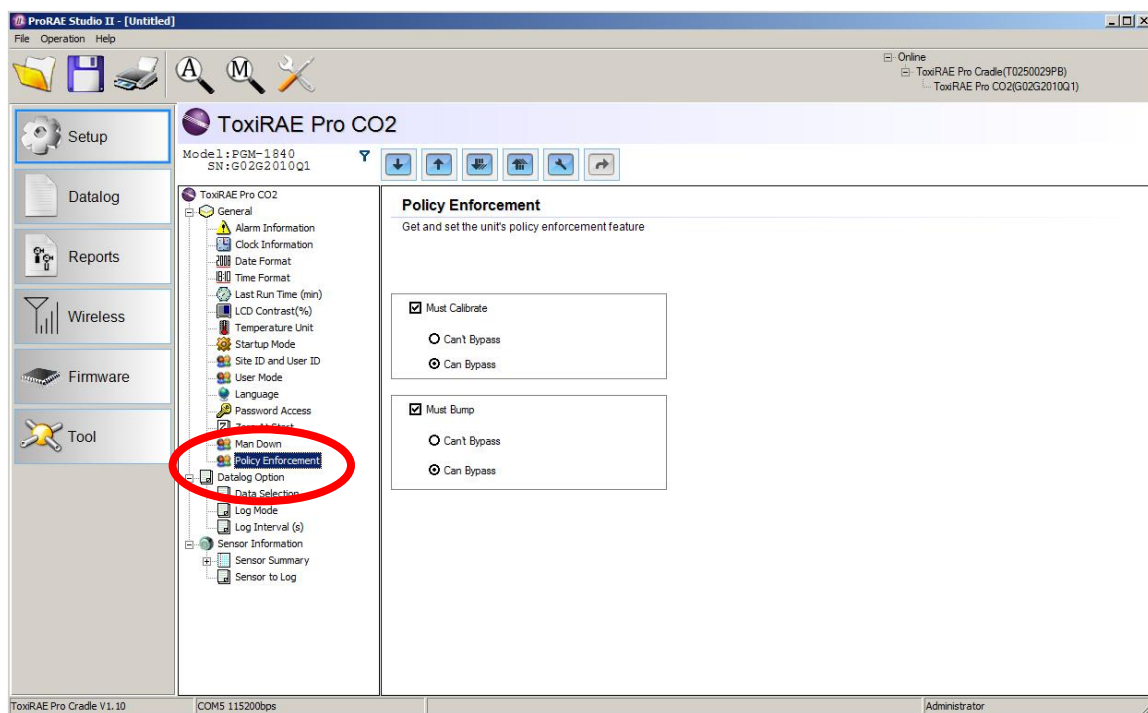 ProRAE Studio II - [Untitled]
File Operation Help
Online
ToxiRAE Pro Cradle(T0250029PB)
ToxiRAE Pro CO2(G02G2010Q1)
Setup
Datalog
Reports
Wireless
Firmware
Tool
ToxiRAE Pro CO2
Model:PGM-1840
SN:G02G2010Q1
ToxiRAE Pro CO2
General
Alarm Information
Clock Information
Date Format
Time Format
Last Run Time (min)
LCD Contrast(%)
Temperature Unit
Startup Mode
Site ID and User ID
User Mode
Language
Password Access
Zero At Start
Man Down
Policy Enforcement
Datalog Option
Data Selection
Log Mode
Log Interval (s)
Sensor Information
Sensor Summary
Sensor to Log
Policy Enforcement
Get and set the unit's policy enforcement feature
Must Calibrate
Can't Bypass
Can Bypass
Must Bump
Can't Bypass
Can Bypass
ToxiRAE Pro Cradle V1.10
COM5 115200bps
Administrator